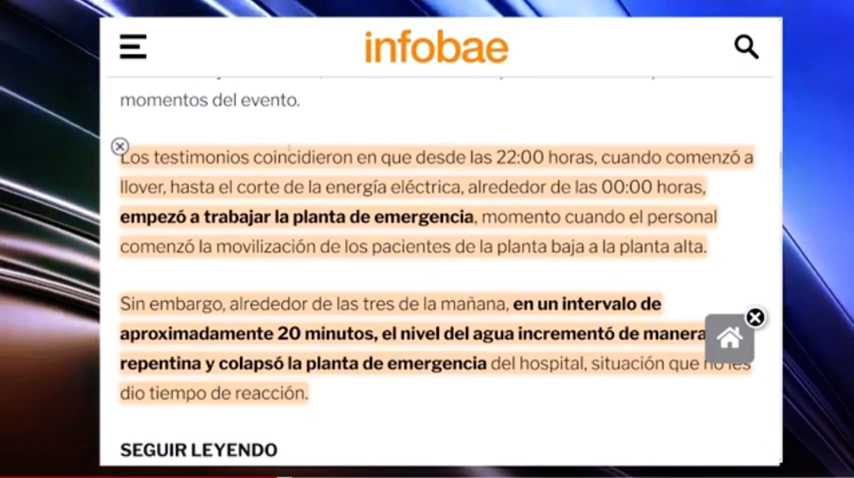 infobae
momentos del evento.
Los testimonios coincidieron en que desde las 22:00 horas, cuando comenzó a
llover, hasta el corte de la energía eléctrica, alrededor de las 00:00 horas,
empezó a trabajar la planta de emergencia, momento cuando el personal
comenzó la movilización de los pacientes de la planta baja a la planta alta.
Sin embargo, alrededor de las tres de la mañana, en un intervalo de
aproximadamente 20 minutos, el nivel del agua incrementó de manera
repentina y colapsó la planta de emergencia del hospital, situación que no les
dio tiempo de reacción.
SEGUIR LEYENDO